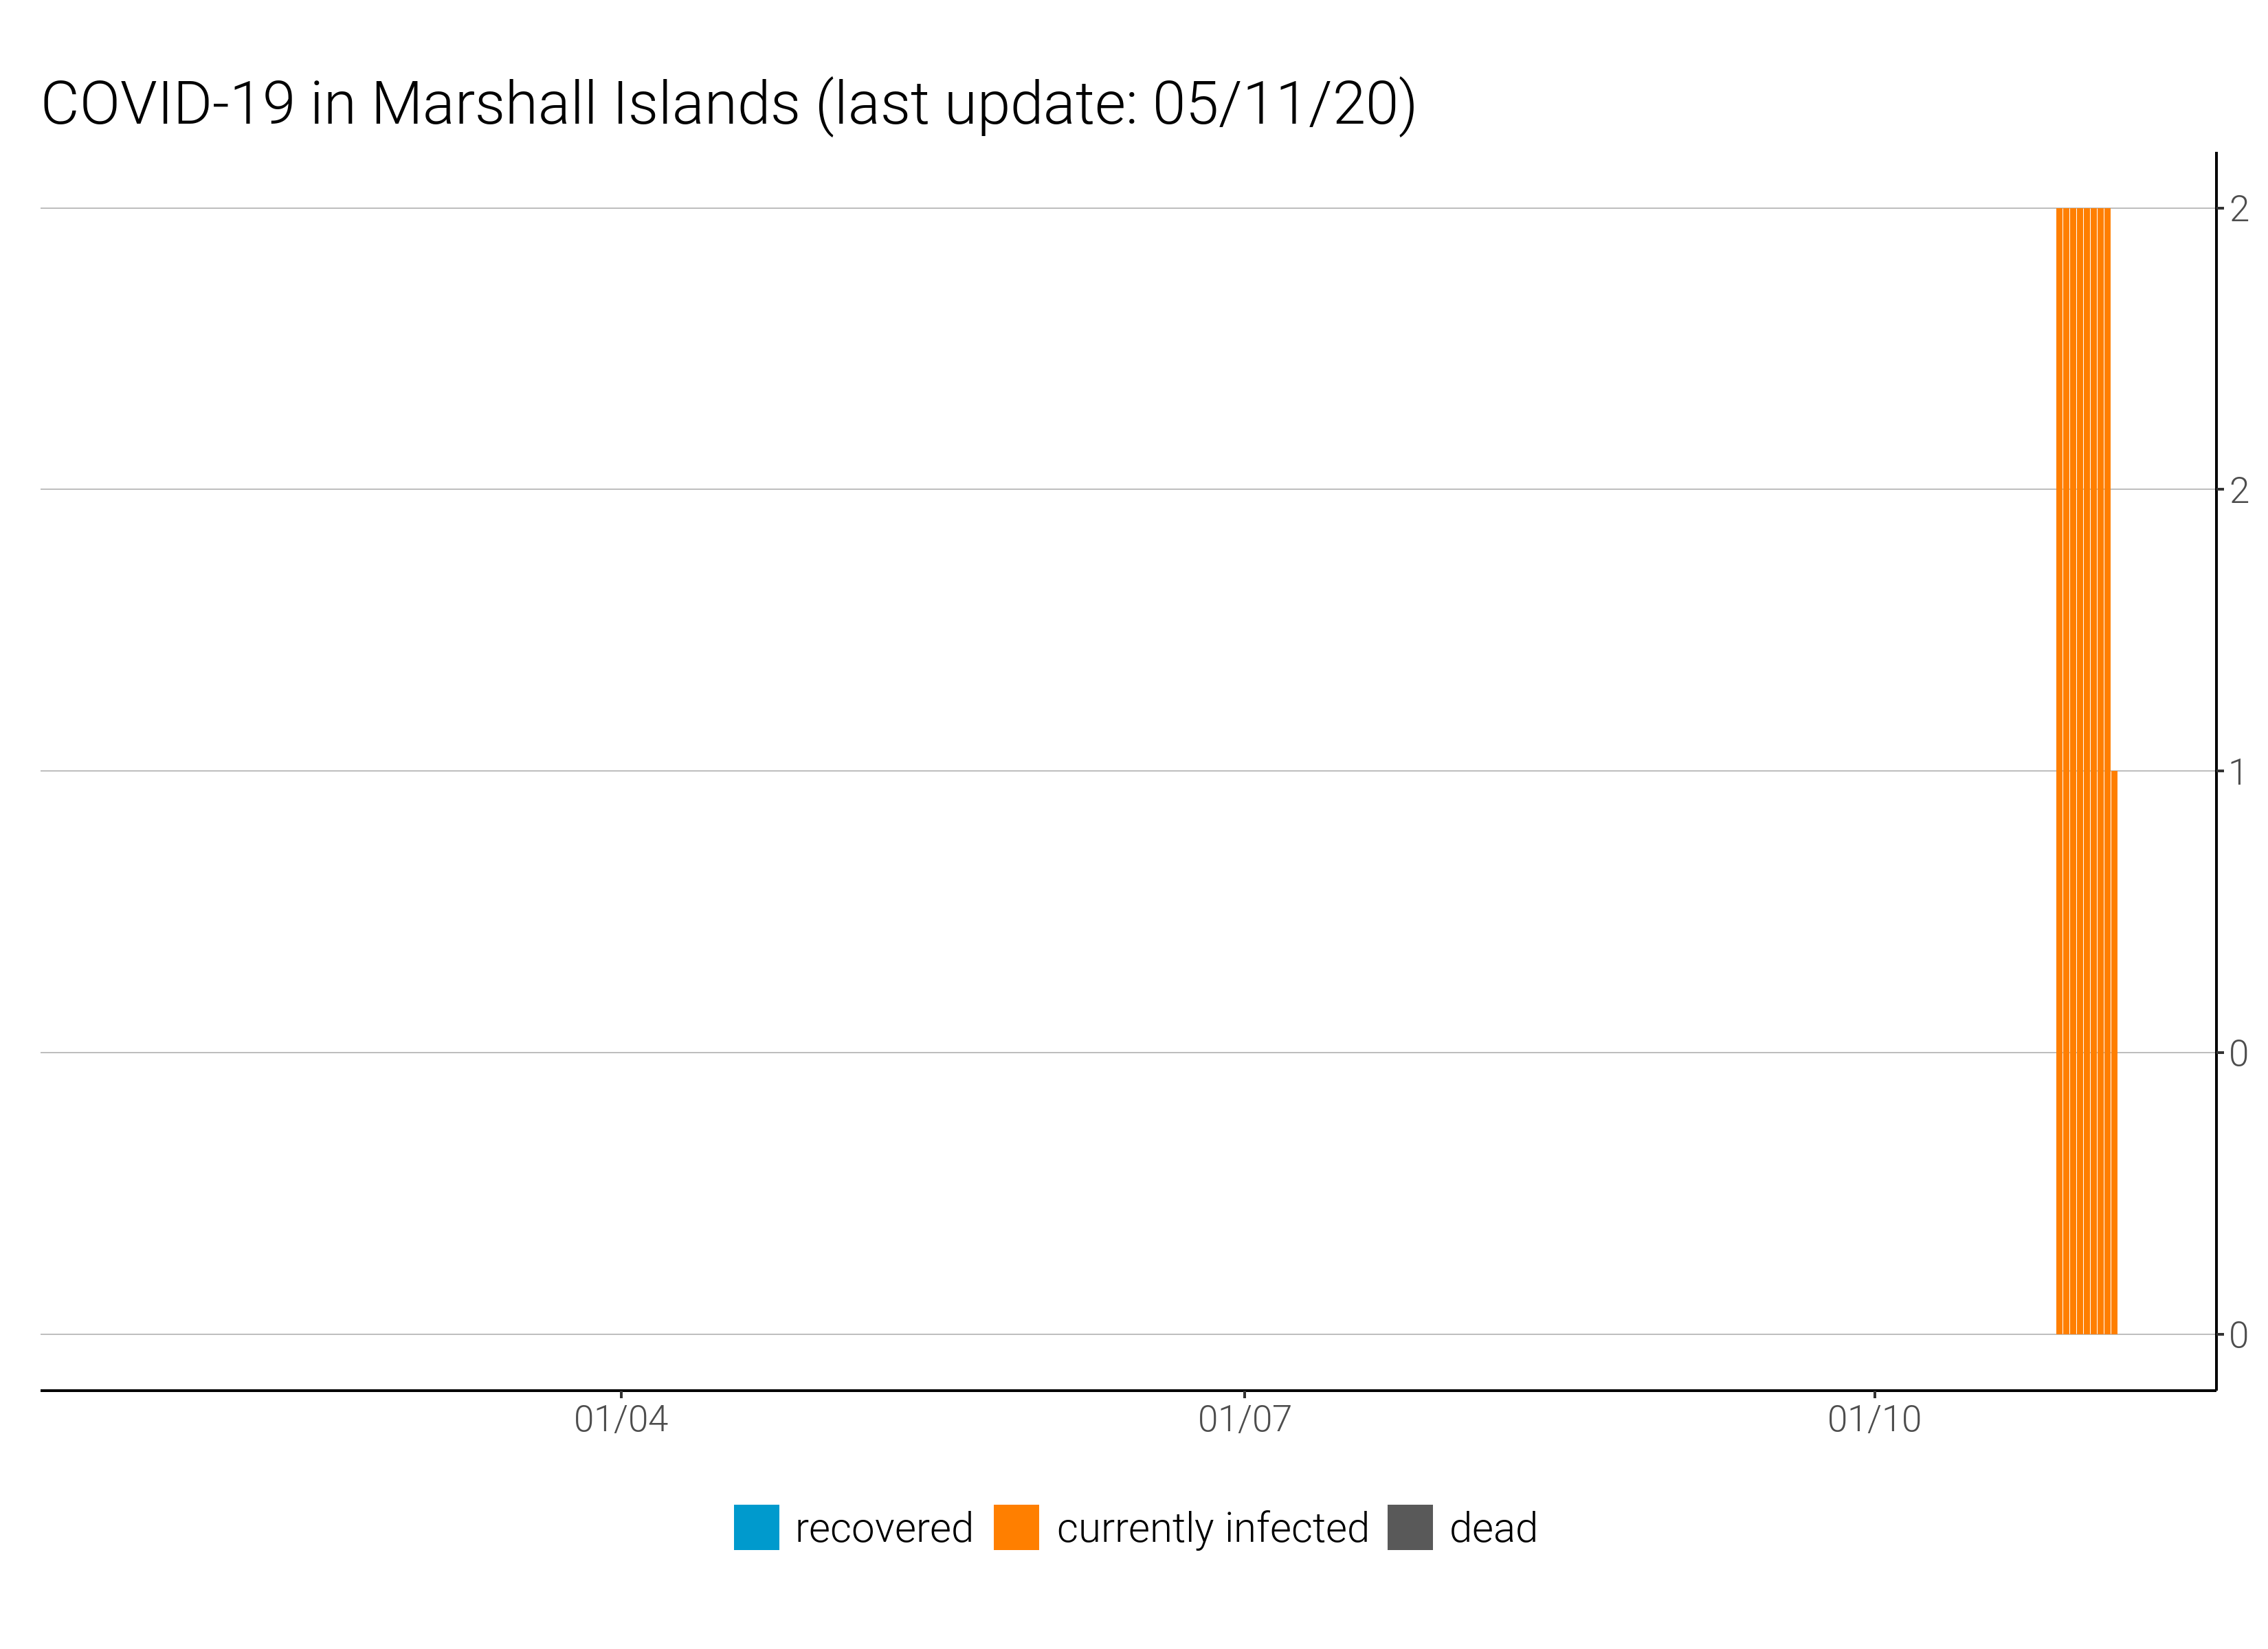 COVID-19 in Marshall Islands (last update: 05/11/20)
2
2
1
0
0
01/04 01/07 01/10
recovered currently infected dead